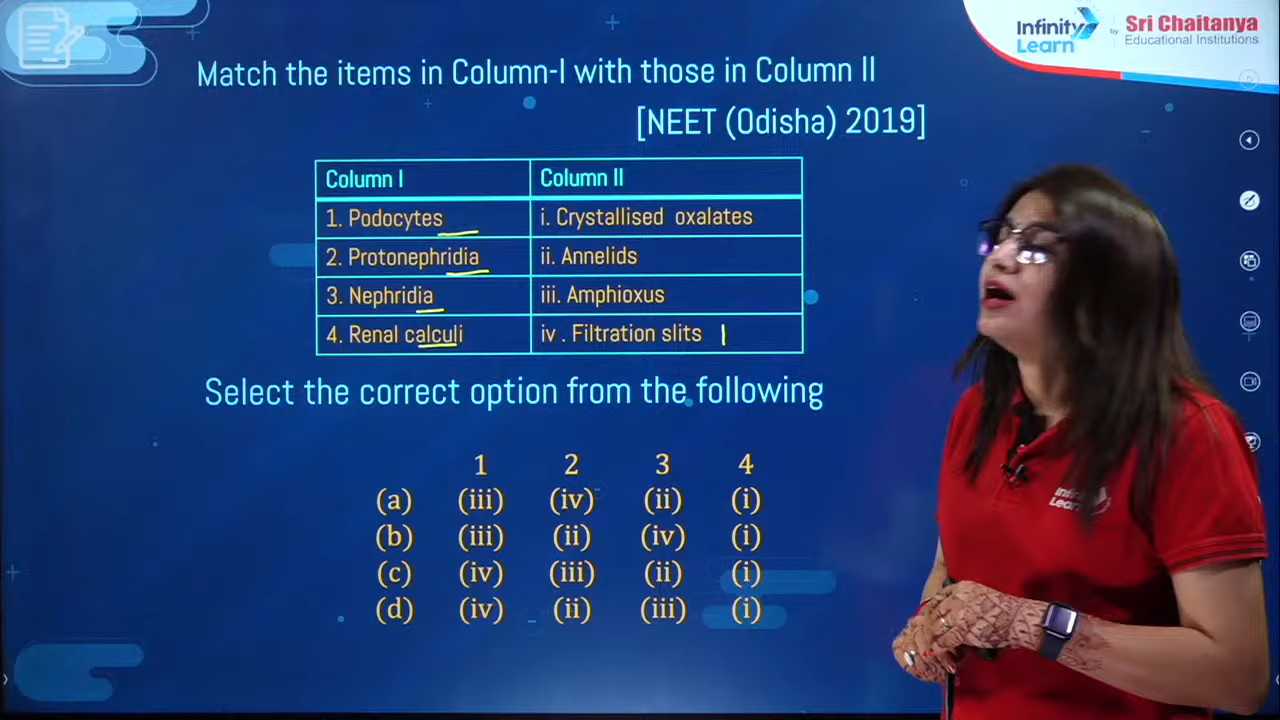 Infinity Learn by Sri Chaitanya Educational Institutions
Match the items in Column-I with those in Column II
[NEET (Odisha) 2019]
Column I Column II
1. Podocytes i. Crystallised oxalates
2. Protonephridia ii. Annelids
3. Nephridia iii. Amphioxus
4. Renal calculi iv . Filtration slits
Select the correct option from the following
1 2 3 4
(a) (iii) (iv) (ii) (i)
(b) (iii) (ii) (iv) (i)
(c) (iv) (iii) (ii) (i)
(d) (iv) (ii) (iii) (i)